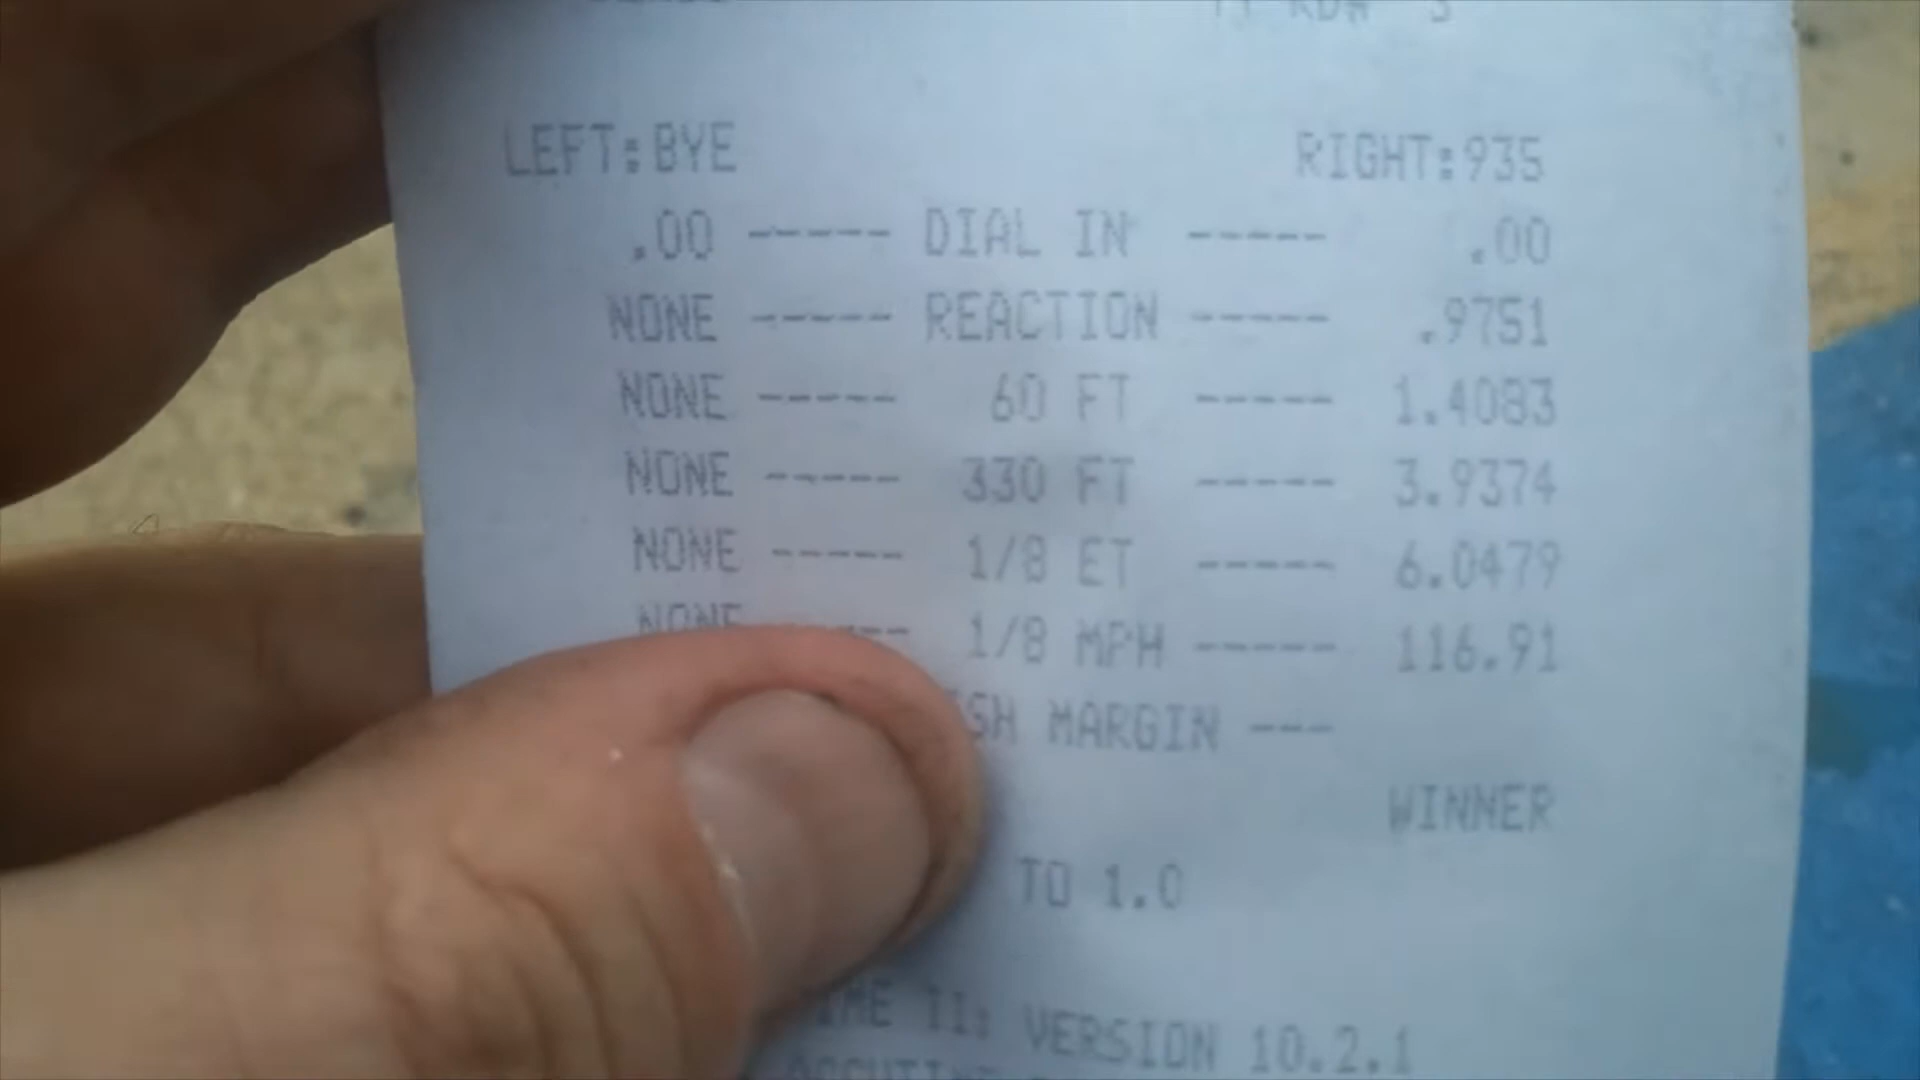 LEFT:BYE RIGHT:935
.00 ----- DIAL IN ----- .00
NONE ----- REACTION ----- .9751
NONE ----- 60 FT ----- 1.4083
NONE ----- 330 FT ----- 3.9374
NONE ----- 1/8 ET ----- 6.0479
NONE ----- 1/8 MPH ----- 116.91
MARGIN ---
WINNER
TO 1.0
11: VERSION 10.2.1